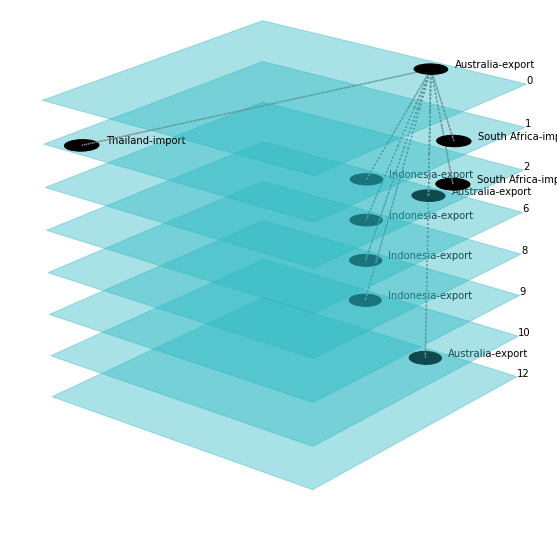 Australia-export
0
1
South Africa-imp
Thailand-import
2
Indonesia-export
South Africa-imp
Australia-export
6
Indonesia-export
8
Indonesia-export
9
Indonesia-export
10
Australia-export
12